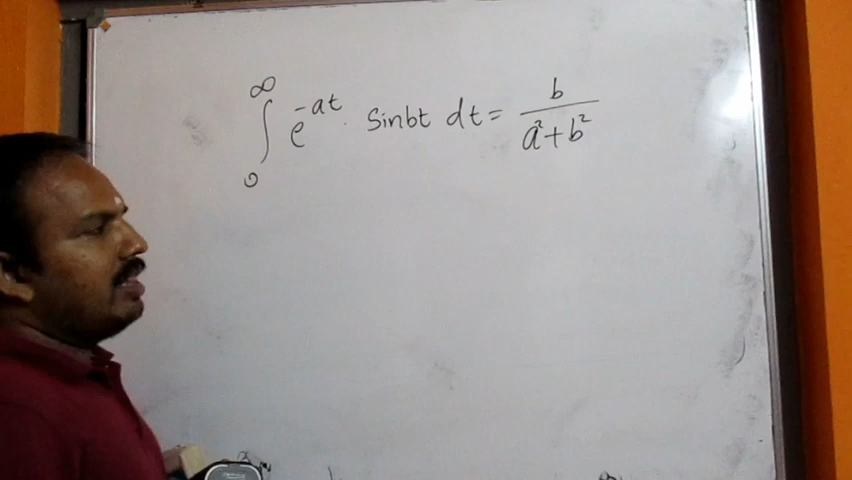 ∫₀^∞ e^{-at} . Sinbt dt = b/(a²+b²)